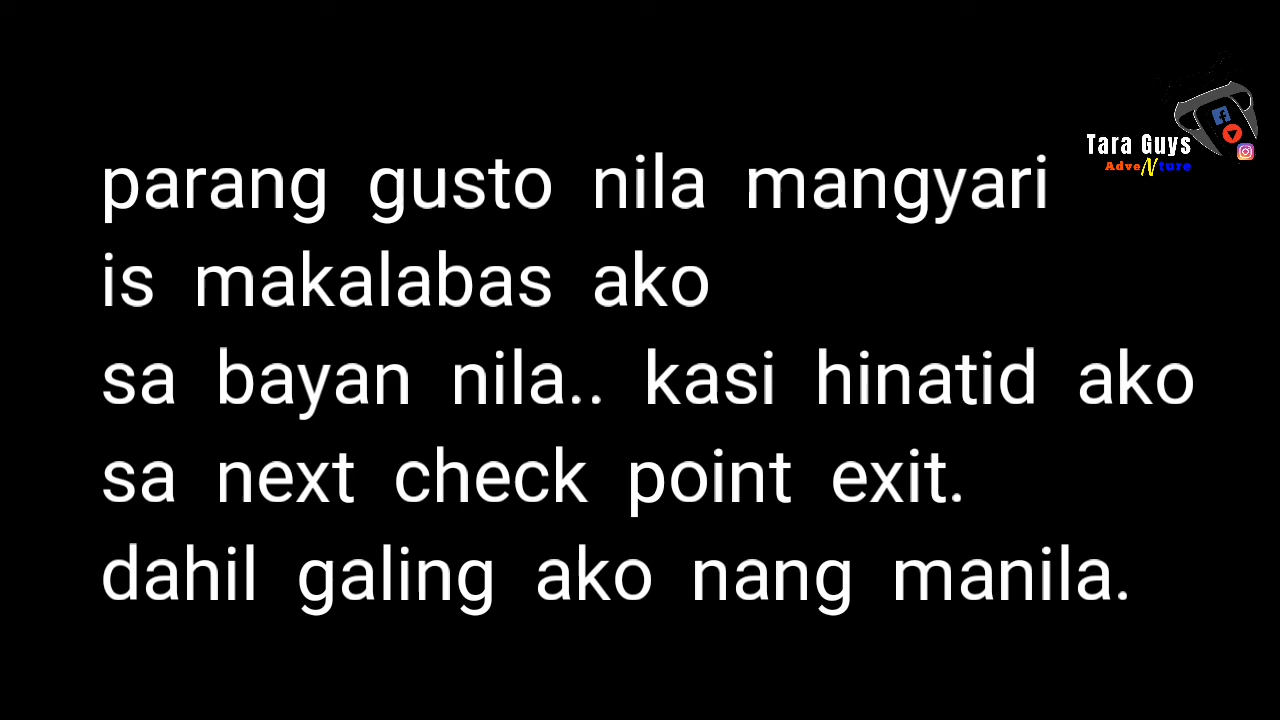 Tara Guys
AdveNture
parang gusto nila mangyari
is makalabas ako
sa bayan nila.. kasi hinatid ako
sa next check point exit.
dahil galing ako nang manila.